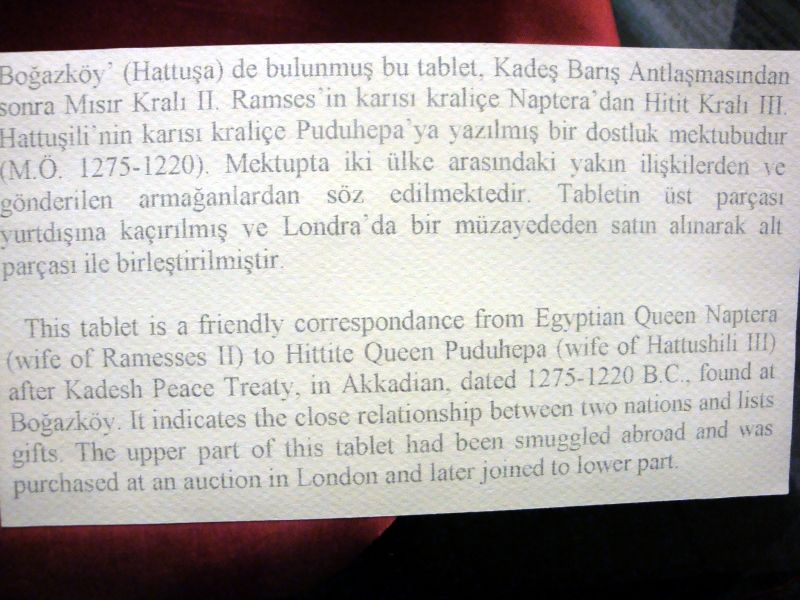 Boğazköy' (Hattuşa) de bulunmuş bu tablet, Kadeş Barış Antlaşmasından
sonra Mısır Kralı II. Ramses'in karısı kraliçe Naptera'dan Hitit Kralı III.
Hattuşili'nin karısı kraliçe Puduhepa'ya yazılmış bir dostluk mektubudur
(M.Ö. 1275-1220). Mektupta iki ülke arasındaki yakın ilişkilerden ve
gönderilen armağanlardan söz edilmektedir. Tabletin üst parçası
yurtdışına kaçırılmış ve Londra'da bir müzayededen satın alınarak alt
parçası ile birleştirilmiştir.
This tablet is a friendly correspondance from Egyptian Queen Naptera
(wife of Ramesses II) to Hittite Queen Puduhepa (wife of Hattushili III)
after Kadesh Peace Treaty, in Akkadian, dated 1275-1220 B.C., found at
Boğazköy. It indicates the close relationship between two nations and lists
gifts. The upper part of this tablet had been smuggled abroad and was
purchased at an auction in London and later joined to lower part.